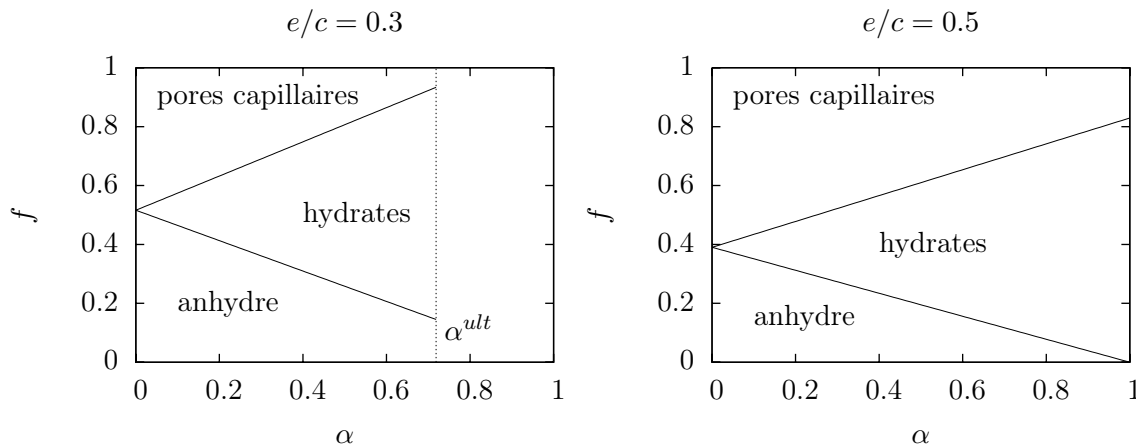 e/c = 0.3
1
0.8
0.6
0.4
0.2
0
f
pores capillaires
hydrates
anhydre
α^{ult}
0 0.2 0.4 0.6 0.8 1
α
e/c = 0.5
1
0.8
0.6
0.4
0.2
0
f
pores capillaires
hydrates
anhydre
0 0.2 0.4 0.6 0.8 1
α